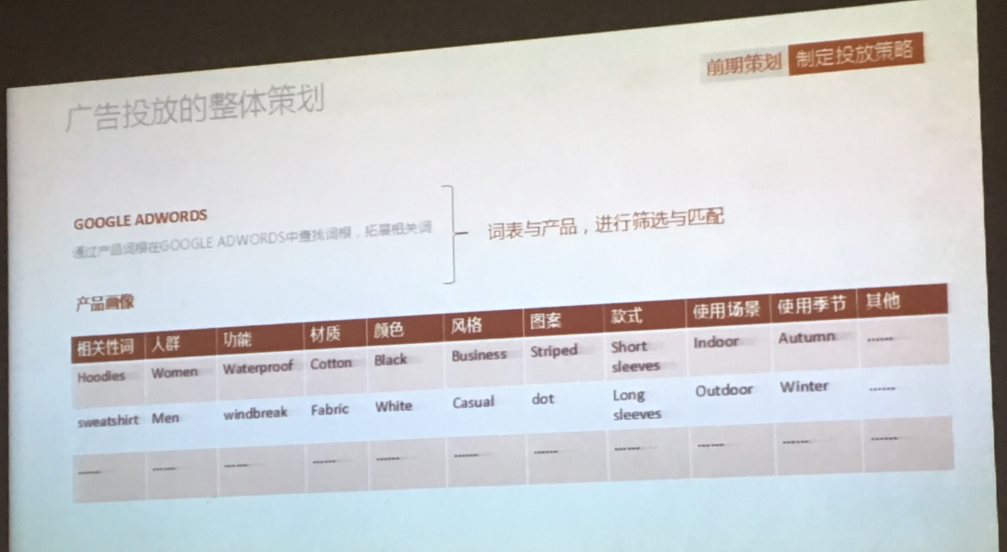 前期策划 制定投放策略
广告投放的整体策划
GOOGLE ADWORDS
通过产品词根在GOOGLE ADWORDS中查找词根，拓展相关词
词表与产品，进行筛选与匹配
产品画像
相关性词 人群 功能 材质 颜色 风格 图案 款式 使用场景 使用季节 其他
Hoodies Women Waterproof Cotton Black Business Striped Short sleeves Indoor Autumn ......
sweatshirt Men windbreak Fabric White Casual dot Long sleeves Outdoor Winter ......
...... ...... ...... ...... ...... ...... ...... ...... ...... ...... ......